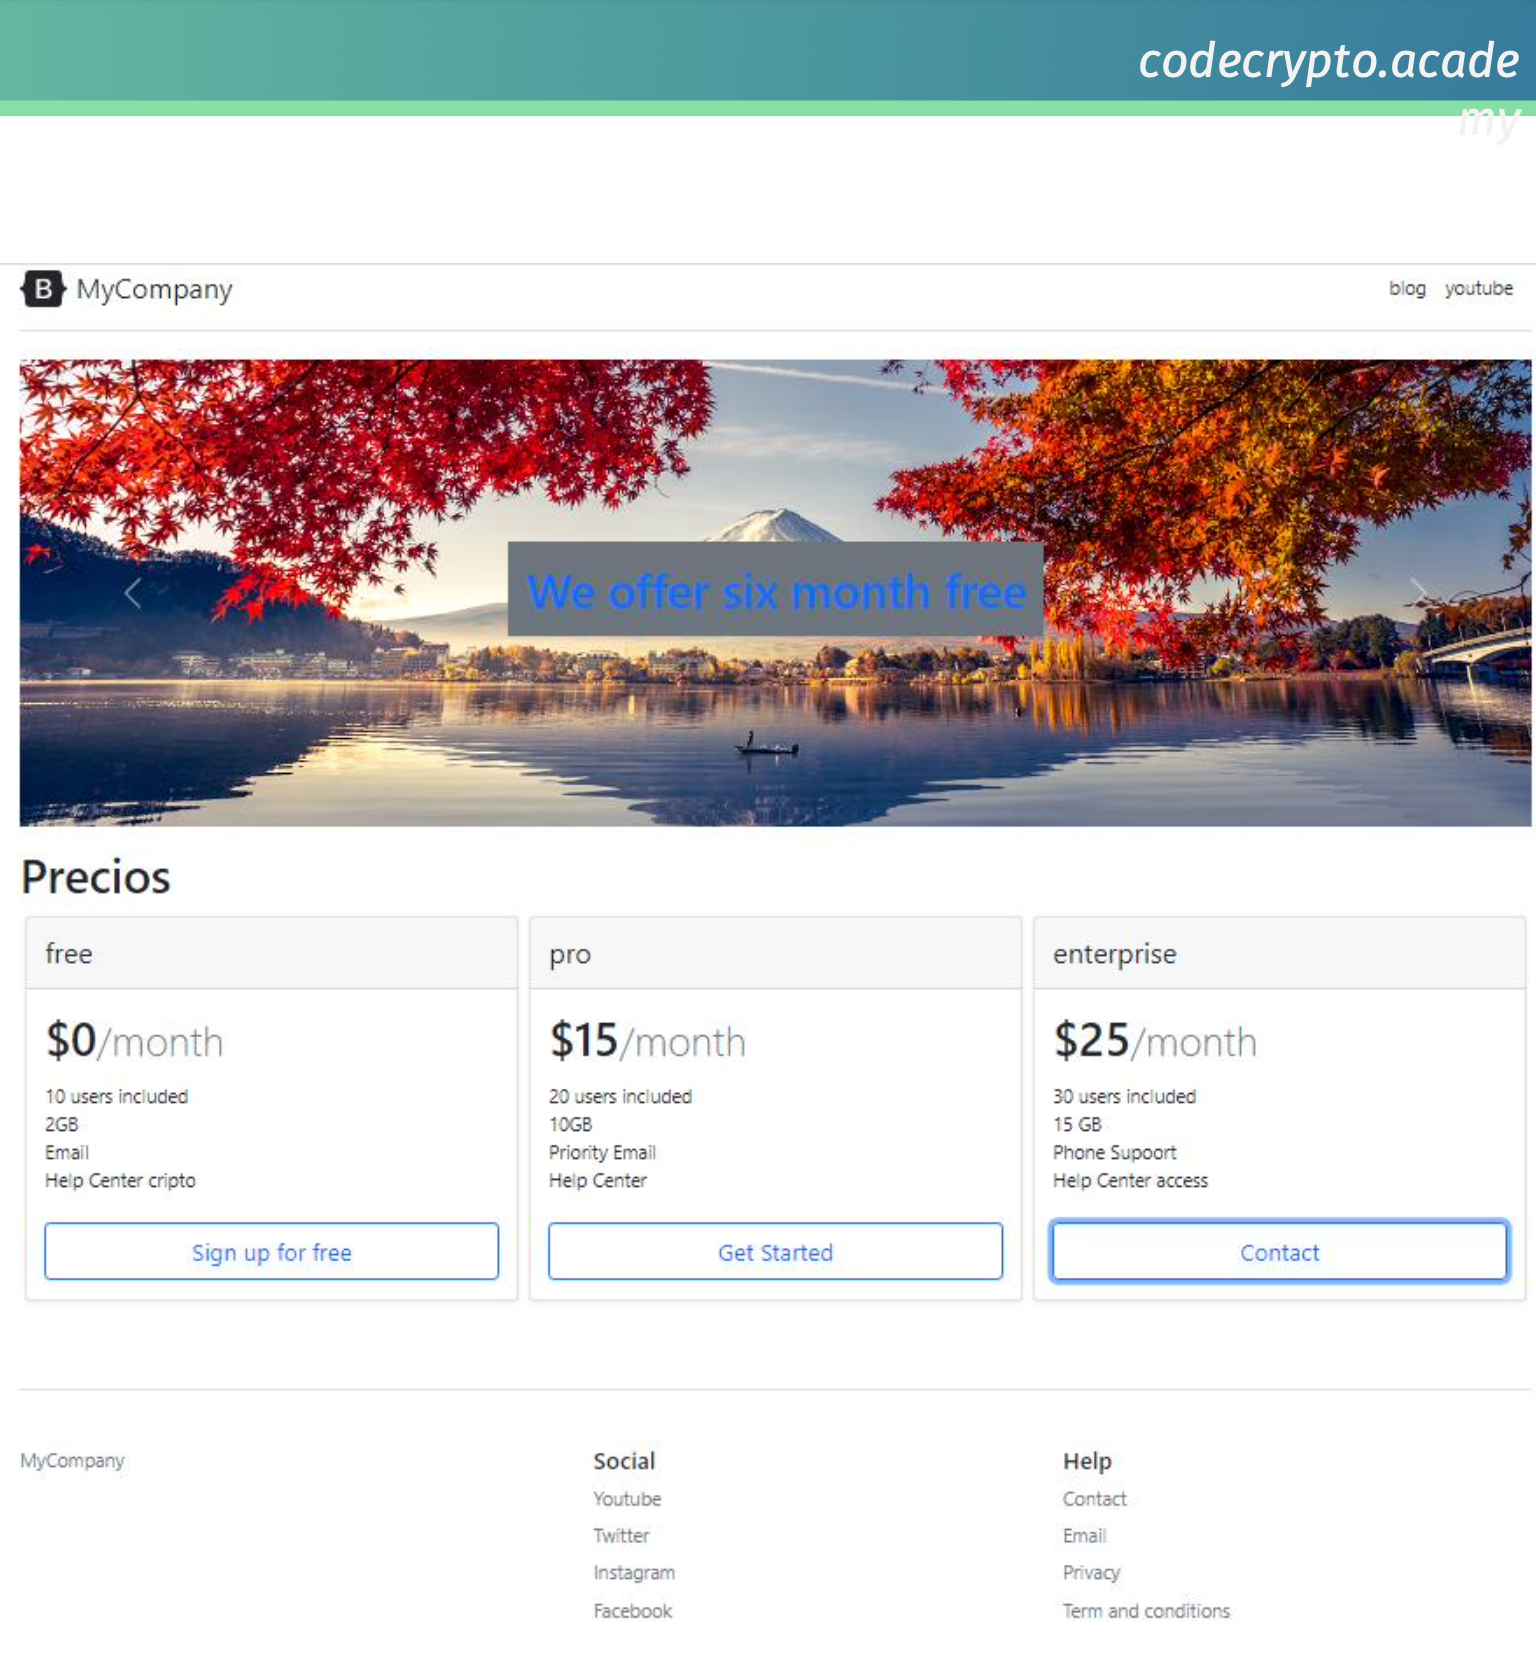 codecrypto.acade
my
B MyCompany
blog youtube
We offer six month free
Precios
free
$0/month
10 users included
2GB
Email
Help Center cripto
Sign up for free
pro
$15/month
20 users included
10GB
Priority Email
Help Center
Get Started
enterprise
$25/month
30 users included
15 GB
Phone Supoort
Help Center access
Contact
MyCompany
Social
Youtube
Twitter
Instagram
Facebook
Help
Contact
Email
Privacy
Term and conditions